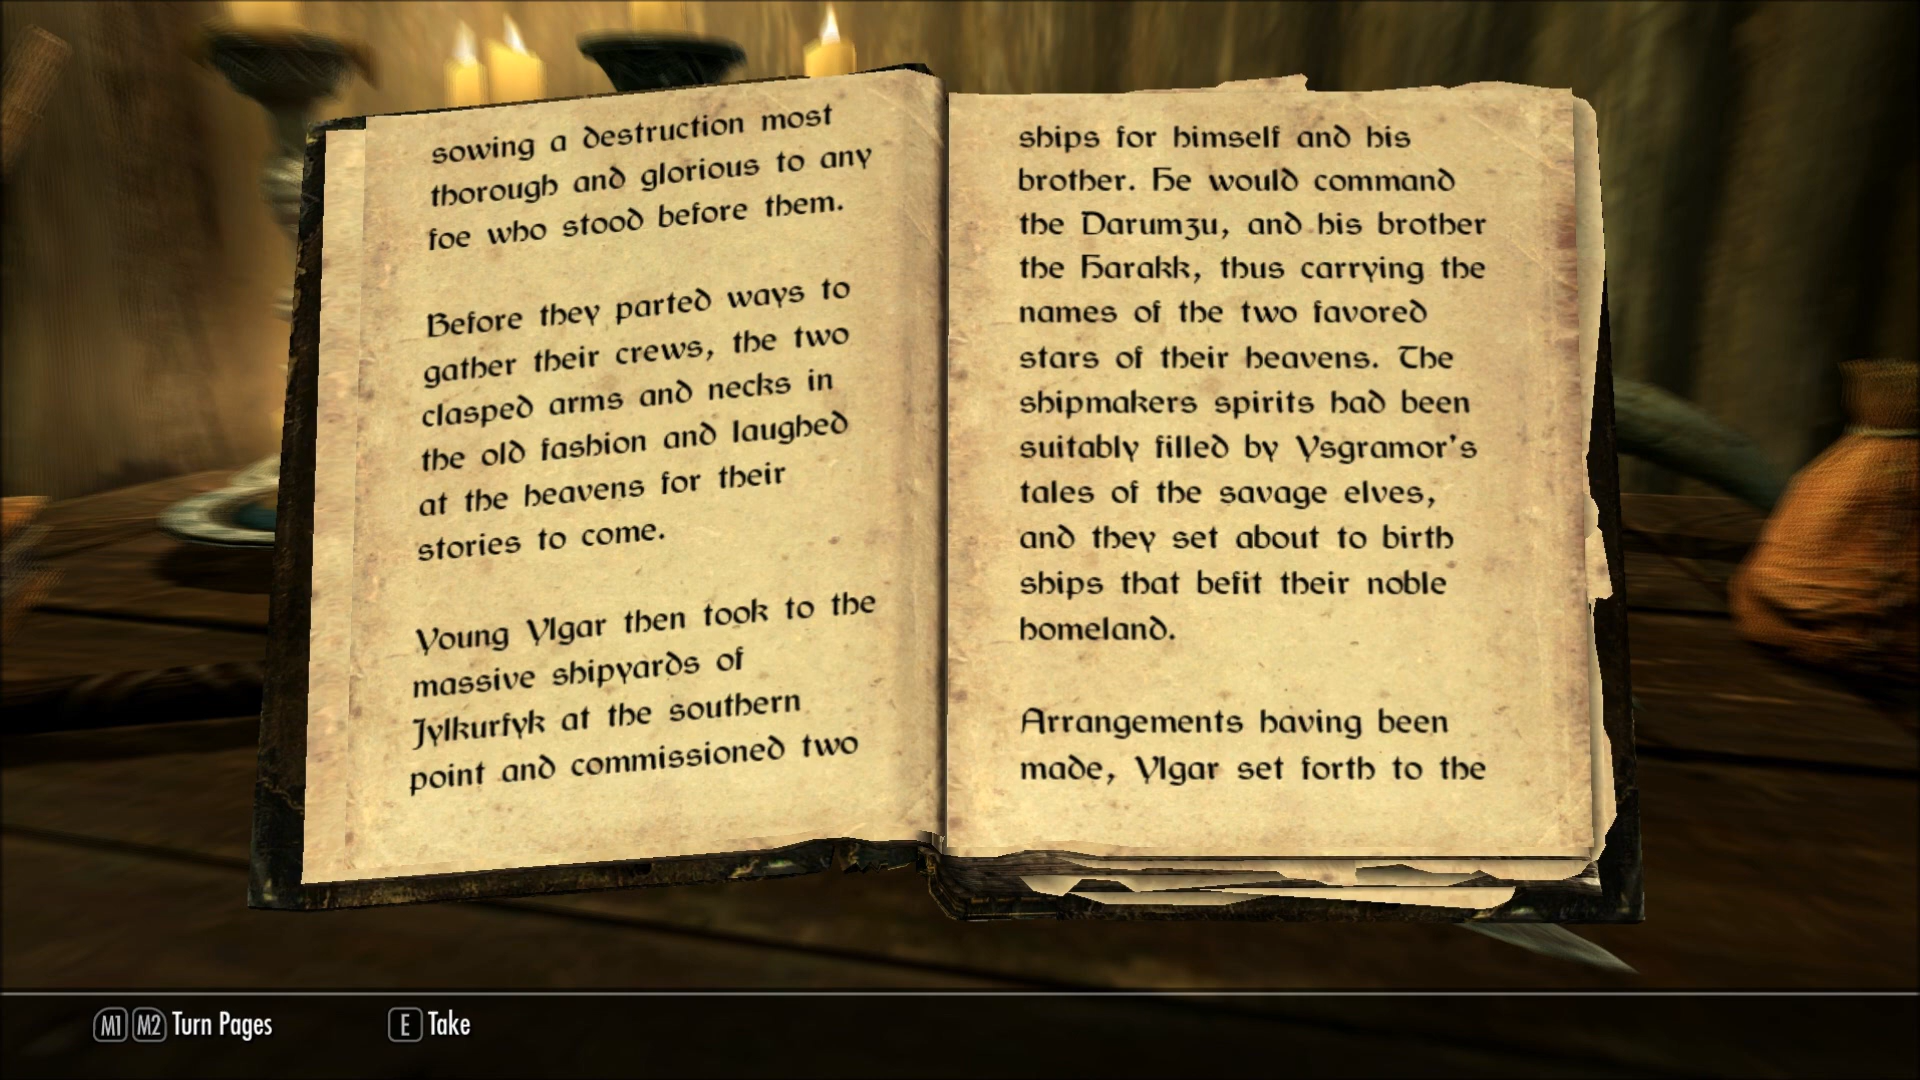 sowing a destruction most
thorough and glorious to any
foe who stood before them.
Before they parted ways to
gather their crews, the two
clasped arms and necks in
the old fashion and laughed
at the heavens for their
stories to come.
Young Ylgar then took to the
massive shipyards of
Jylkurfyk at the southern
point and commissioned two
ships for himself and his
brother. He would command
the Darumzu, and his brother
the Harakk, thus carrying the
names of the two favored
stars of their heavens. The
shipmakers spirits had been
suitably filled by Ysgramor's
tales of the savage elves,
and they set about to birth
ships that befit their noble
homeland.
Arrangements having been
made, Ylgar set forth to the
M1 M2 Turn Pages
E Take